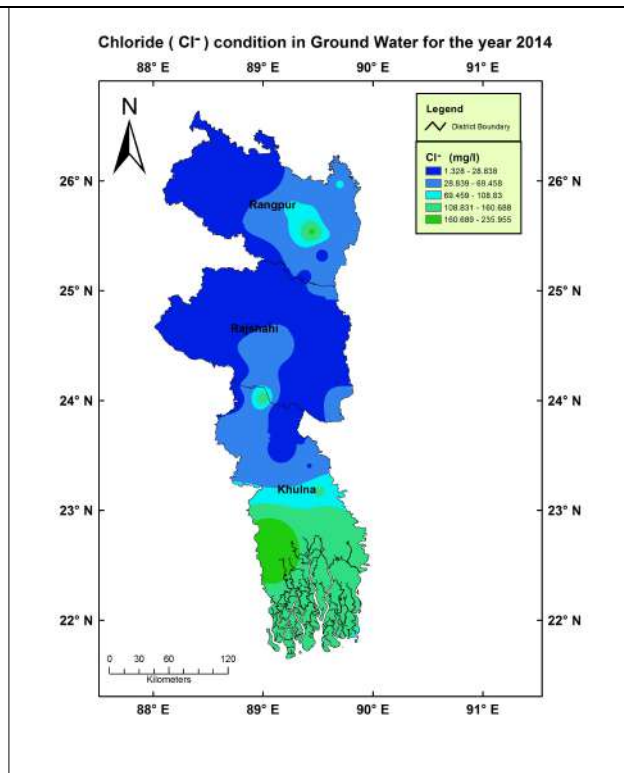 Chloride ( Cl⁻ ) condition in Ground Water for the year 2014
88° E 89° E 90° E 91° E
N
Legend
District Boundary
Cl⁻ (mg/l)
1.328 - 28.838
28.839 - 69.458
69.459 - 108.83
108.831 - 160.688
160.689 - 235.955
26° N 26° N
Rangpur
25° N 25° N
Rajshahi
24° N 24° N
Khulna
23° N 23° N
22° N 22° N
0 30 60 120
Kilometers
88° E 89° E 90° E 91° E